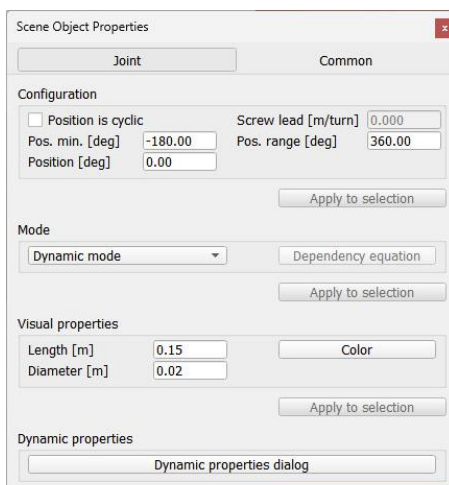 Scene Object Properties x
Joint Common
Configuration
Position is cyclic Screw lead [m/turn] 0.000
Pos. min. [deg] -180.00 Pos. range [deg] 360.00
Position [deg] 0.00
Apply to selection
Mode
Dynamic mode Dependency equation
Apply to selection
Visual properties
Length [m] 0.15 Color
Diameter [m] 0.02
Apply to selection
Dynamic properties
Dynamic properties dialog